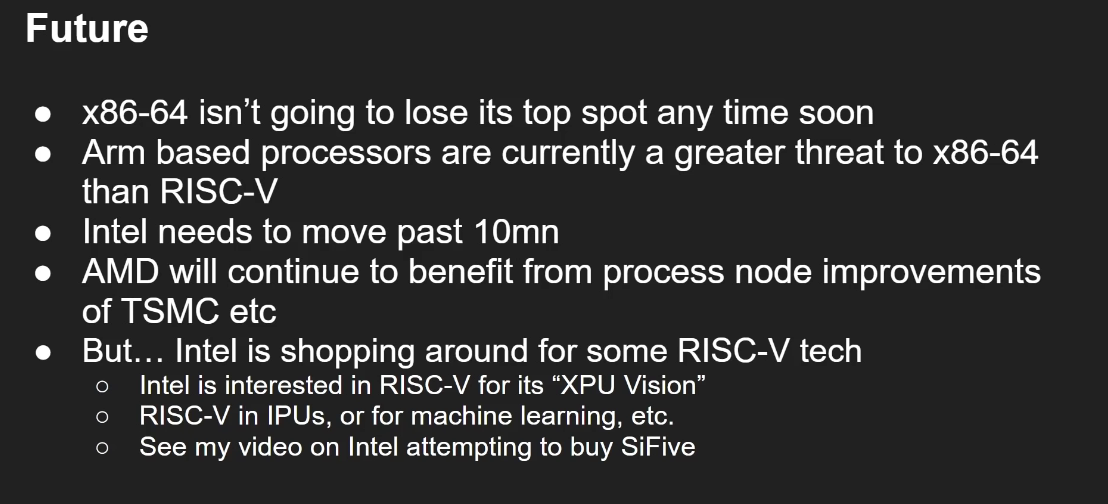 Future
● x86-64 isn’t going to lose its top spot any time soon
● Arm based processors are currently a greater threat to x86-64
than RISC-V
● Intel needs to move past 10mn
● AMD will continue to benefit from process node improvements
of TSMC etc
● But… Intel is shopping around for some RISC-V tech
○ Intel is interested in RISC-V for its “XPU Vision”
○ RISC-V in IPUs, or for machine learning, etc.
○ See my video on Intel attempting to buy SiFive